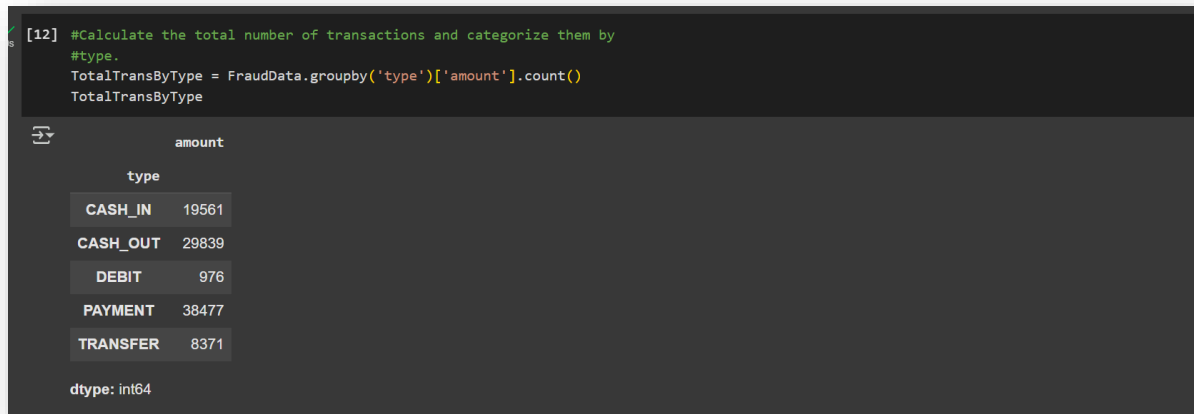 [12] #Calculate the total number of transactions and categorize them by
#type.
TotalTransByType = FraudData.groupby('type')['amount'].count()
TotalTransByType
amount
type
CASH_IN 19561
CASH_OUT 29839
DEBIT 976
PAYMENT 38477
TRANSFER 8371
dtype: int64